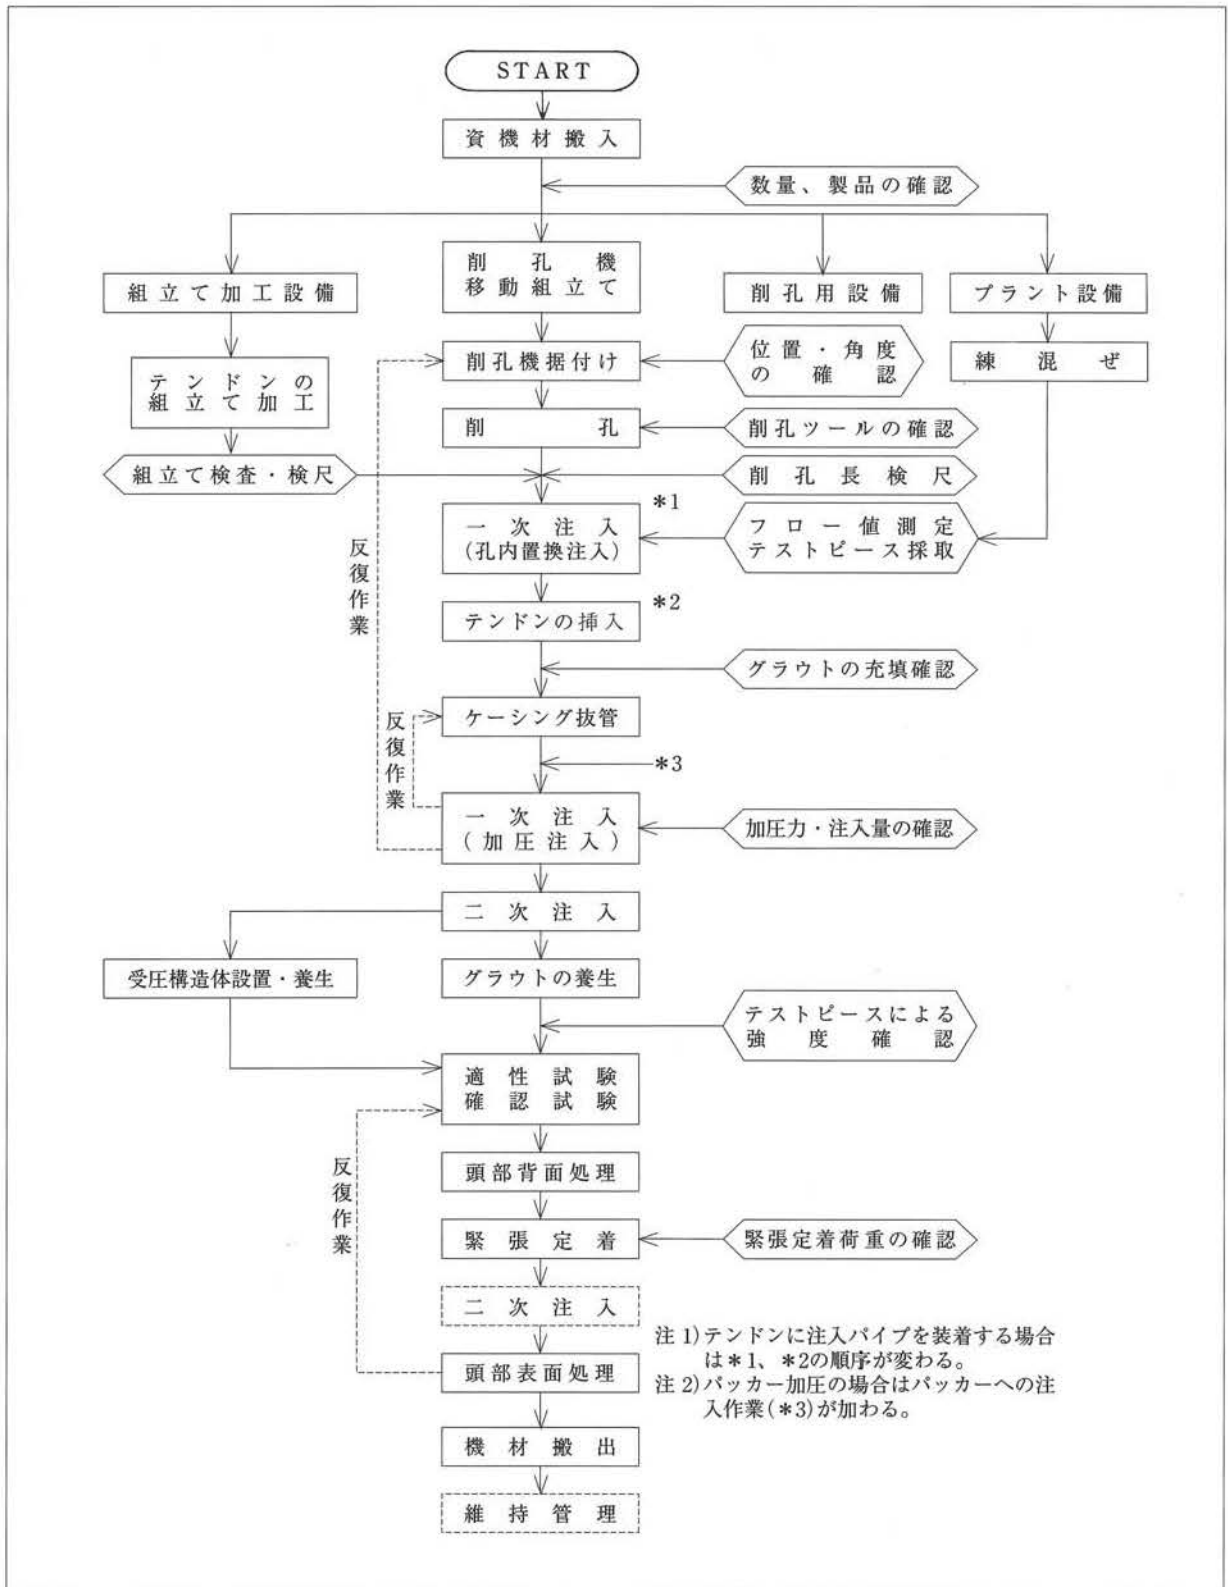 START
資機材搬入
数量、製品の確認
組立て加工設備
削孔機
移動組立て
削孔用設備
プラント設備
テンドンの
組立て加工
削孔機据付け
位置・角度
の確認
練混ぜ
削孔
削孔ツールの確認
組立て検査・検尺
削孔長検尺
一次注入
(孔内置換注入)
*1
フロー値測定
テストピース採取
反復作業
テンドンの挿入
*2
グラウトの充填確認
ケーシング抜管
反復作業
*3
一次注入
(加圧注入)
加圧力・注入量の確認
二次注入
受圧構造体設置・養生
グラウトの養生
テストピースによる
強度確認
適性試験
確認試験
反復作業
頭部背面処理
緊張定着
緊張定着荷重の確認
二次注入
頭部表面処理
注1)テンドンに注入パイプを装着する場合
は*1、*2の順序が変わる。
注2)パッカー加圧の場合はパッカーへの注
入作業(*3)が加わる。
機材搬出
維持管理